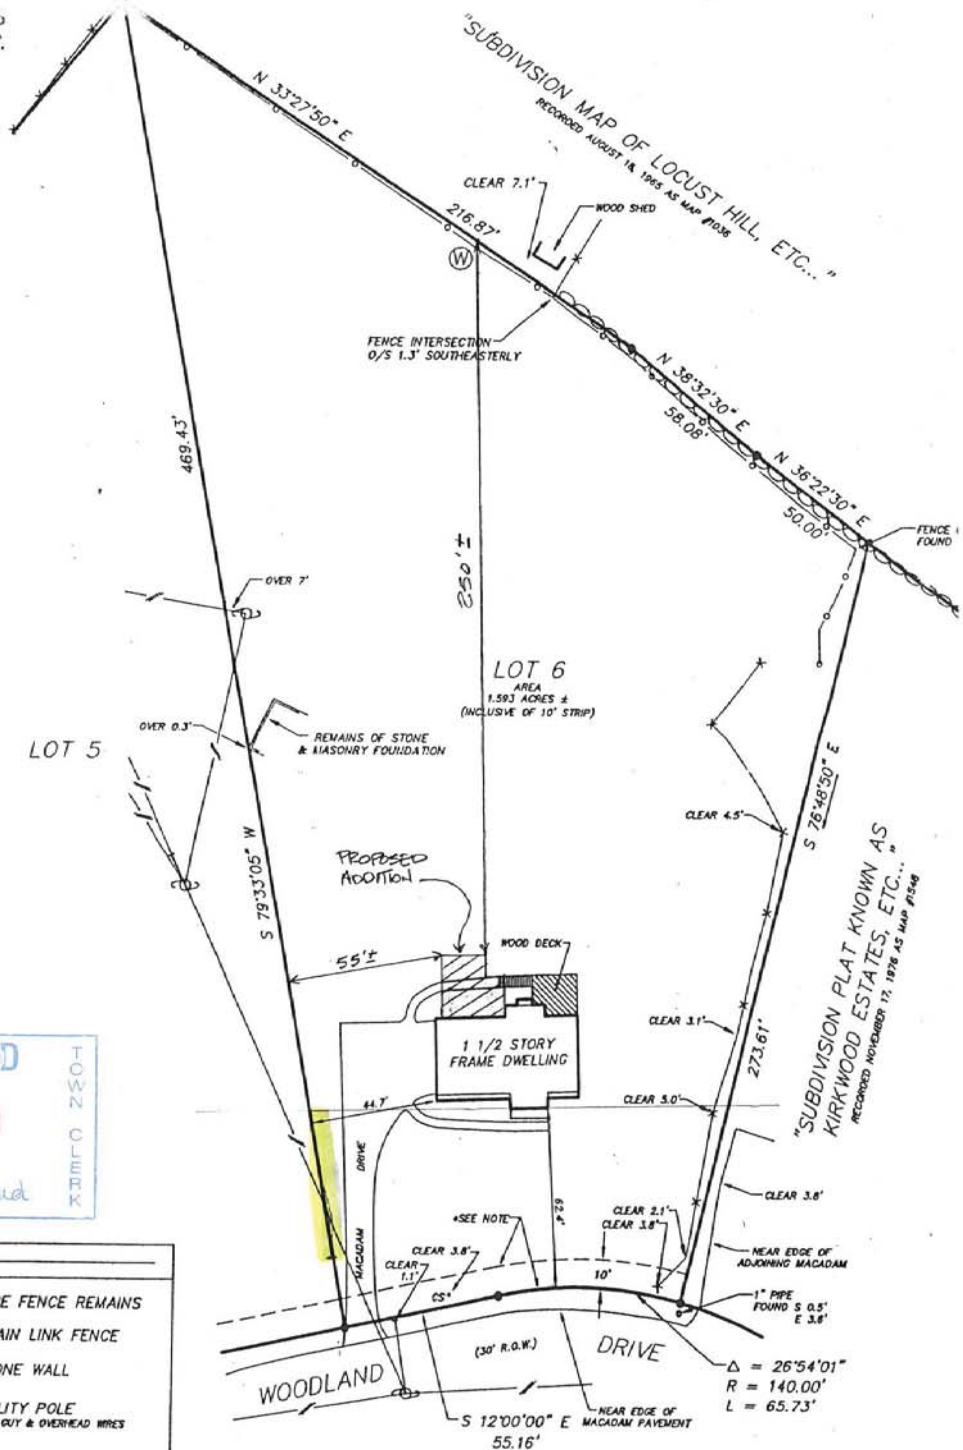 "SUBDIVISION MAP OF LOCUST HILL, ETC..."
RECORDED AUGUST 18, 1965 AS MAP #1036
N 33°27'50" E
216.87'
CLEAR 7.1'
WOOD SHED
W
FENCE INTERSECTION
O/S 1.3' SOUTHEASTERLY
N 38°32'30" E
58.08'
N 36°22'30" E
50.00'
FENCE
FOUND
469.43'
250'±
OVER 7'
LOT 6
AREA
1.593 ACRES ±
(INCLUSIVE OF 10' STRIP)
OVER 0.3'
REMAINS OF STONE
& MASONRY FOUNDATION
LOT 5
S 79°33'05" W
CLEAR 4.5'
S 76°48'50" E
273.61'
"SUBDIVISION PLAT KNOWN AS
KIRKWOOD ESTATES, ETC..."
RECORDED NOVEMBER 17, 1976 AS MAP #1548
PROPOSED
ADDITION
55'±
WOOD DECK
1 1/2 STORY
FRAME DWELLING
CLEAR 3.1'
CLEAR 5.0'
44.7'
MACADAM DRIVE
62.4'
TOWN CLERK
*SEE NOTE
CLEAR 3.8'
CLEAR
1.1'
CS*
10'
CLEAR 2.1'
CLEAR 3.8'
CLEAR 3.8'
NEAR EDGE OF
ADJOINING MACADAM
1" PIPE
FOUND S 0.5'
E 3.8'
WOODLAND DRIVE
(30' R.O.W.)
Δ = 26°54'01"
R = 140.00'
L = 65.73'
NEAR EDGE OF
MACADAM PAVEMENT
S 12°00'00" E
55.16'
FENCE REMAINS
LINK FENCE
WALL
POLE
GUY & OVERHEAD WIRES